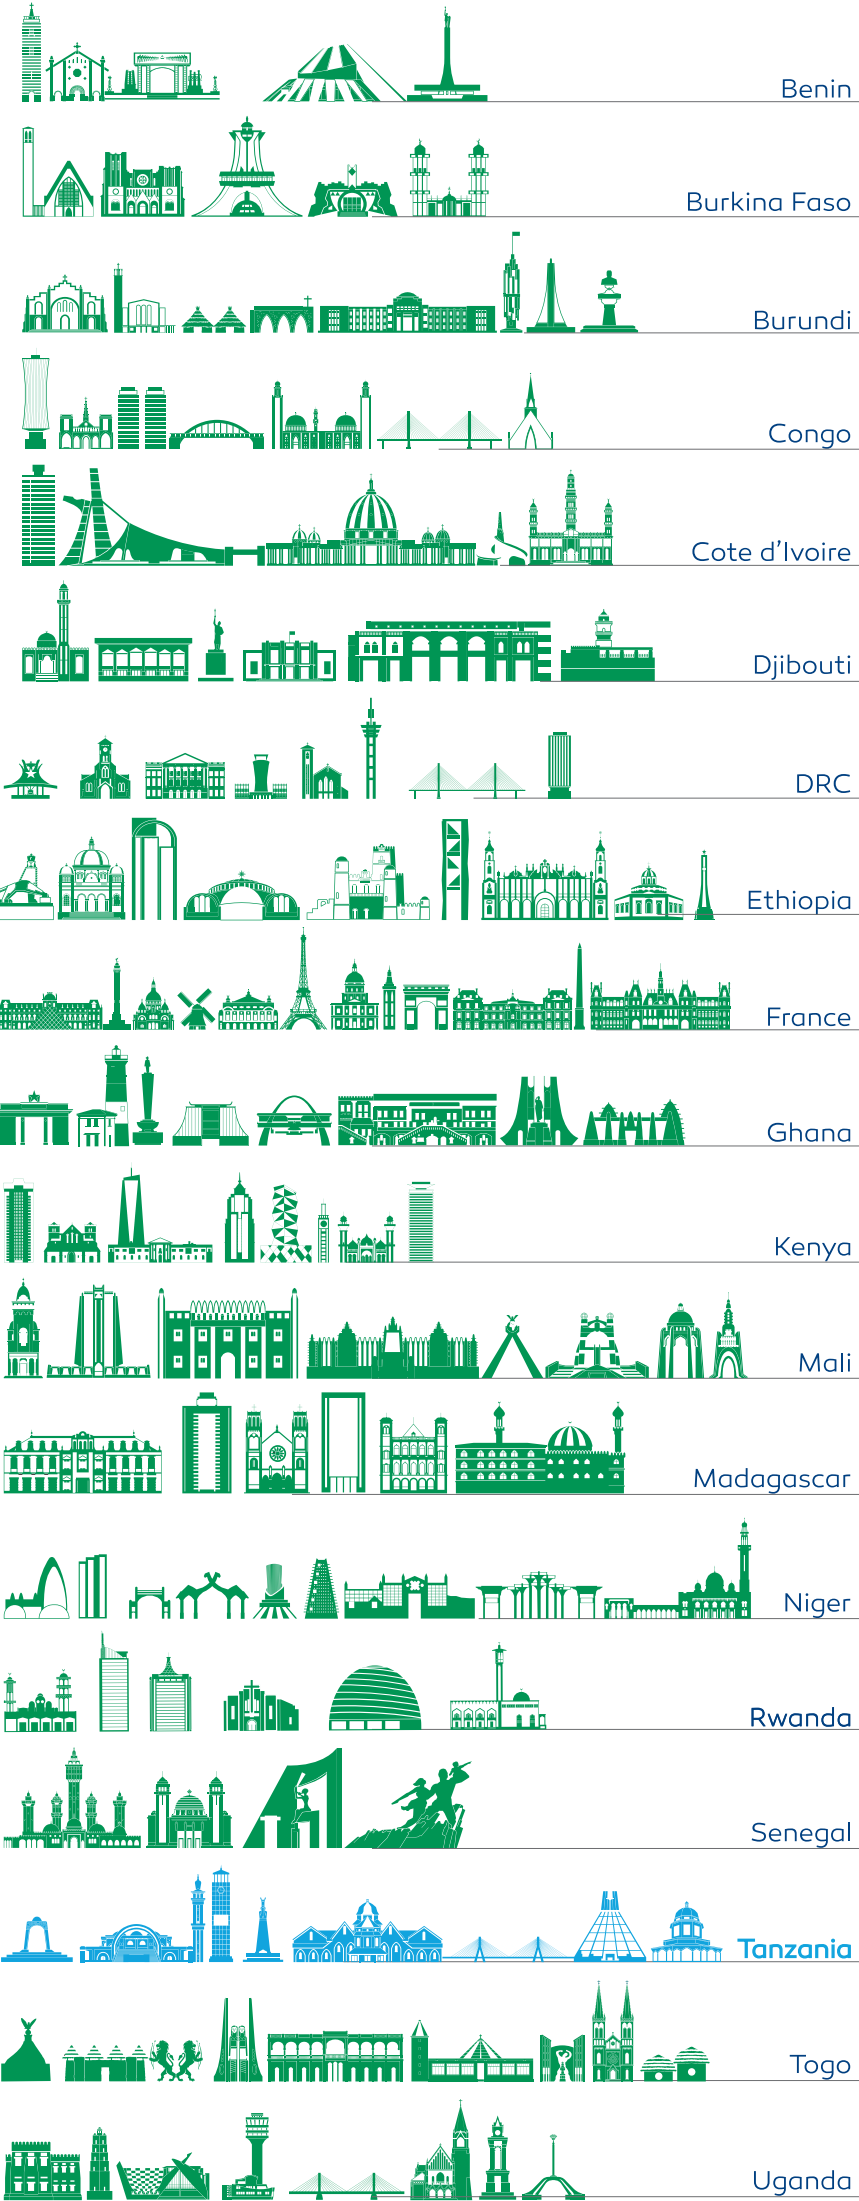 Benin
Burkina Faso
Burundi
Congo
Cote d'Ivoire
Djibouti
DRC
Ethiopia
France
Ghana
Kenya
Mali
Madagascar
Niger
Rwanda
Senegal
Tanzania
Togo
Uganda